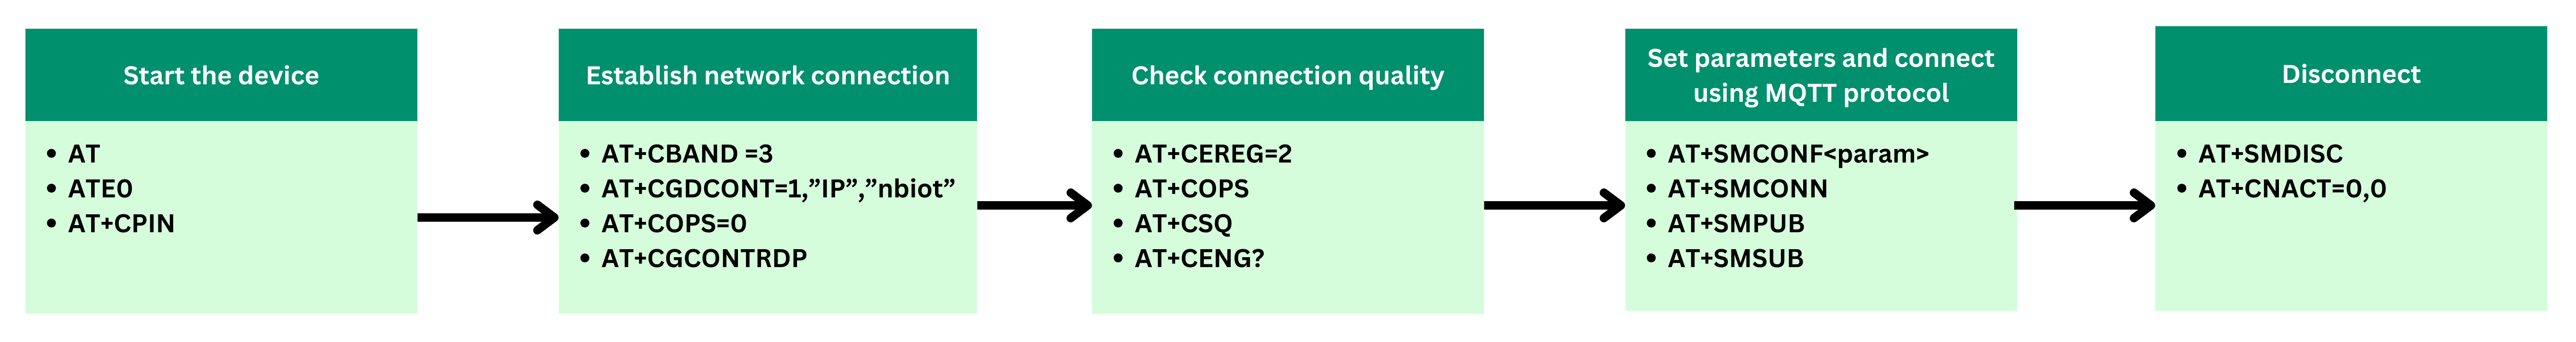 Start the device
• AT
• ATE0
• AT+CPIN
Establish network connection
• AT+CBAND =3
• AT+CGDCONT=1,”IP”,”nbiot”
• AT+COPS=0
• AT+CGCONTRDP
Check connection quality
• AT+CEREG=2
• AT+COPS
• AT+CSQ
• AT+CENG?
Set parameters and connect
using MQTT protocol
• AT+SMCONF<param>
• AT+SMCONN
• AT+SMPUB
• AT+SMSUB
Disconnect
• AT+SMDISC
• AT+CNACT=0,0